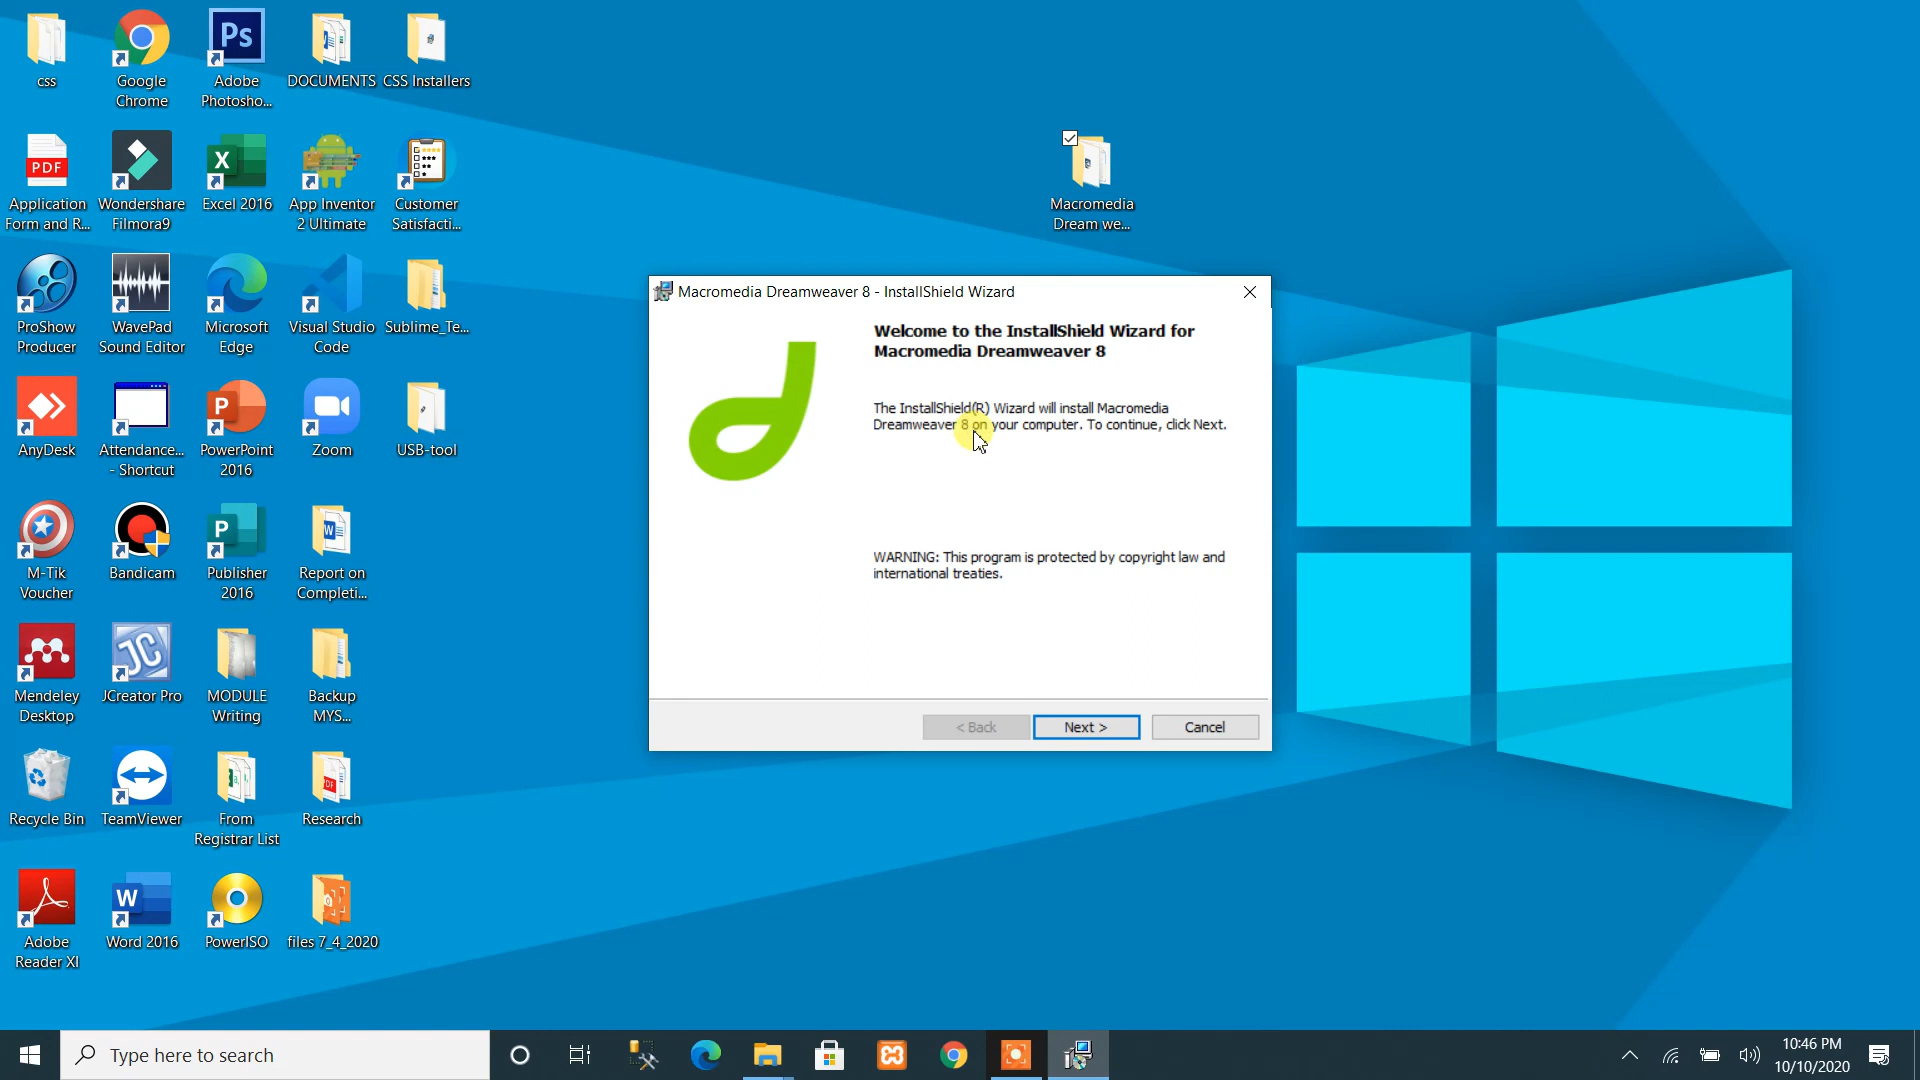 css
Google
Chrome
Ps
Adobe
Photosho...
DOCUMENTS
CSS Installers
PDF
Application
Form and R...
Wondershare
Filmora9
X
Excel 2016
App Inventor
2 Ultimate
Customer
Satisfacti...
Macromedia
Dream we...
ProShow
Producer
WavePad
Sound Editor
Microsoft
Edge
Visual Studio
Code
Sublime_Te...
AnyDesk
Attendance...
- Shortcut
P
PowerPoint
2016
Zoom
USB-tool
M-Tik
Voucher
Bandicam
P
Publisher
2016
W
Report on
Completi...
Mendeley
Desktop
JC
JCreator Pro
MODULE
Writing
Backup
MYS...
Recycle Bin
TeamViewer
From
Registrar List
PDF
Research
Adobe
Reader XI
W
Word 2016
PowerISO
files 7_4_2020
Macromedia Dreamweaver 8 - InstallShield Wizard
Welcome to the InstallShield Wizard for
Macromedia Dreamweaver 8
The InstallShield(R) Wizard will install Macromedia
Dreamweaver 8 on your computer. To continue, click Next.
WARNING: This program is protected by copyright law and
international treaties.
< Back
Next >
Cancel
Type here to search
10:46 PM
10/10/2020